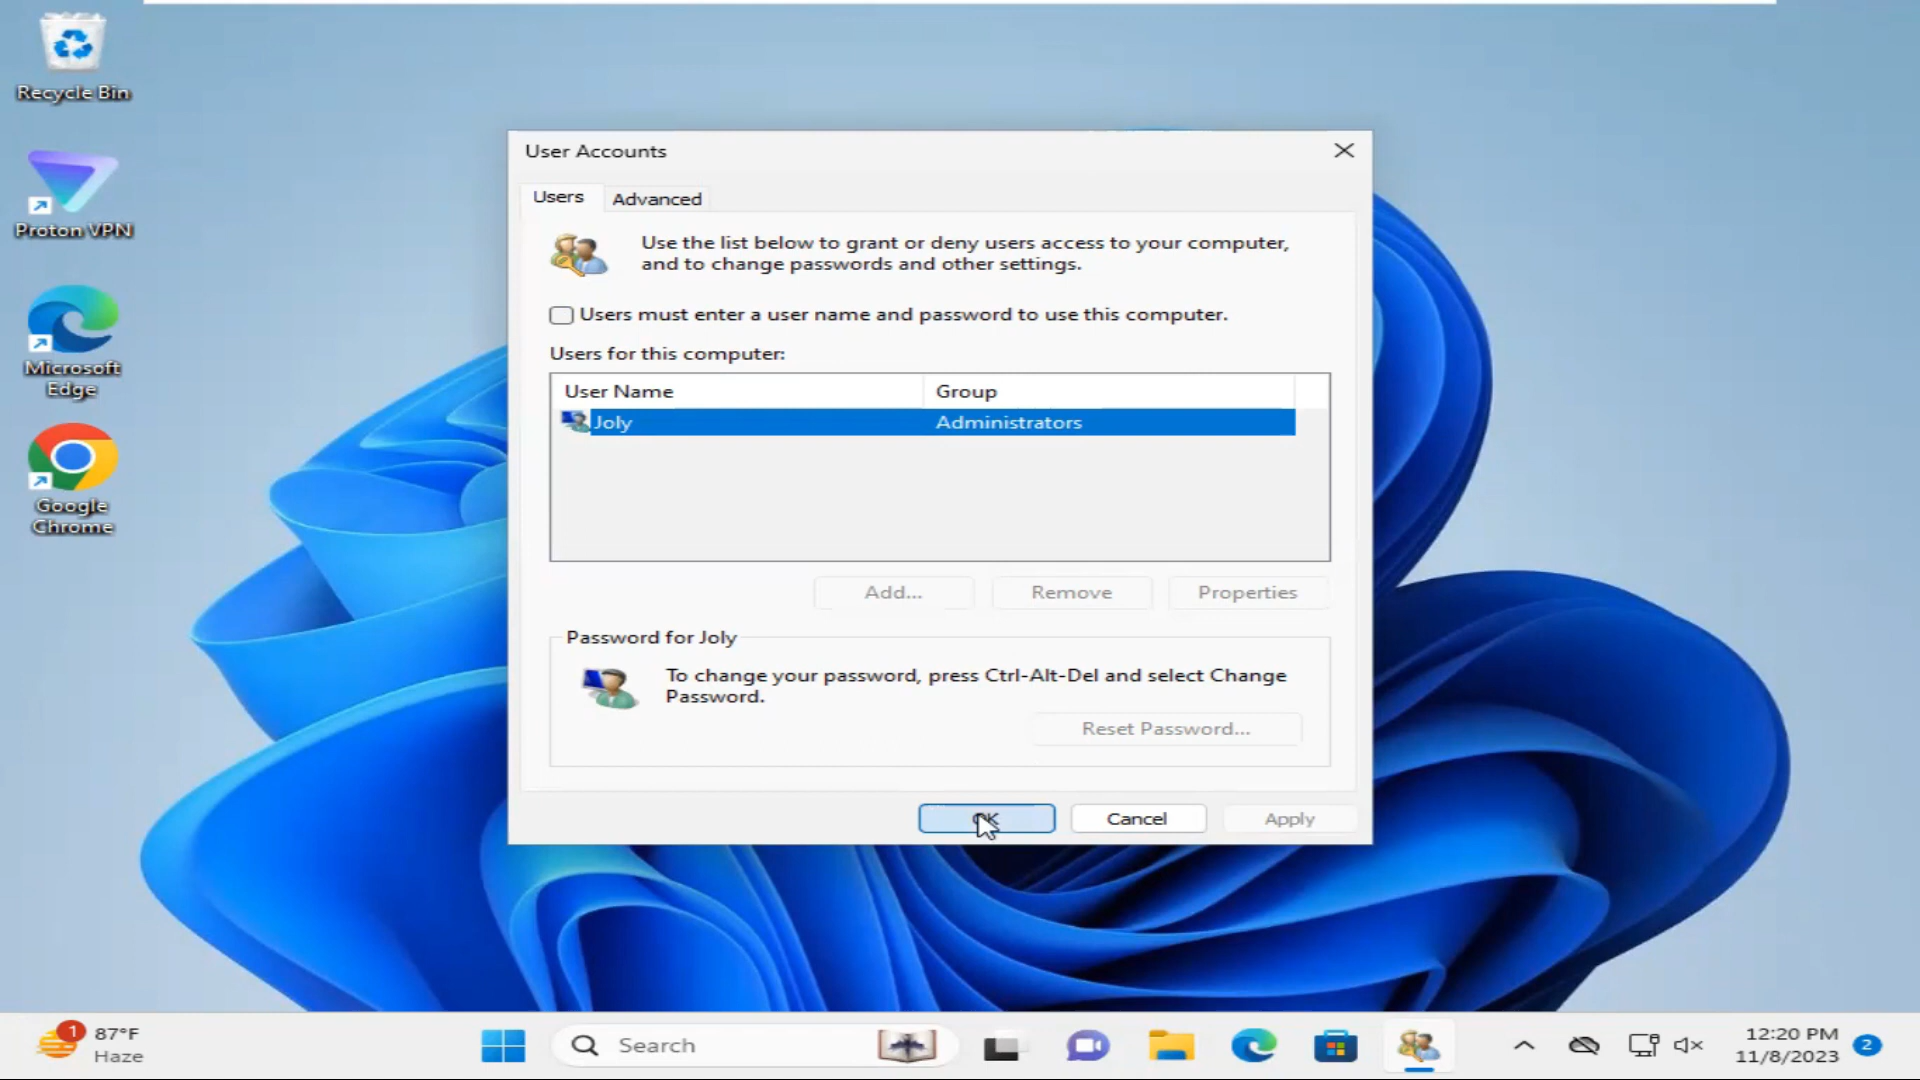 Recycle Bin
Proton VPN
Microsoft
Edge
Google
Chrome
User Accounts
Users
Advanced
Use the list below to grant or deny users access to your computer,
and to change passwords and other settings.
Users must enter a user name and password to use this computer.
Users for this computer:
User Name
Group
Joly
Administrators
Add...
Remove
Properties
Password for Joly
To change your password, press Ctrl-Alt-Del and select Change
Password.
Reset Password...
OK
Cancel
Apply
1
87°F
Haze
Search
12:20 PM
11/8/2023
2